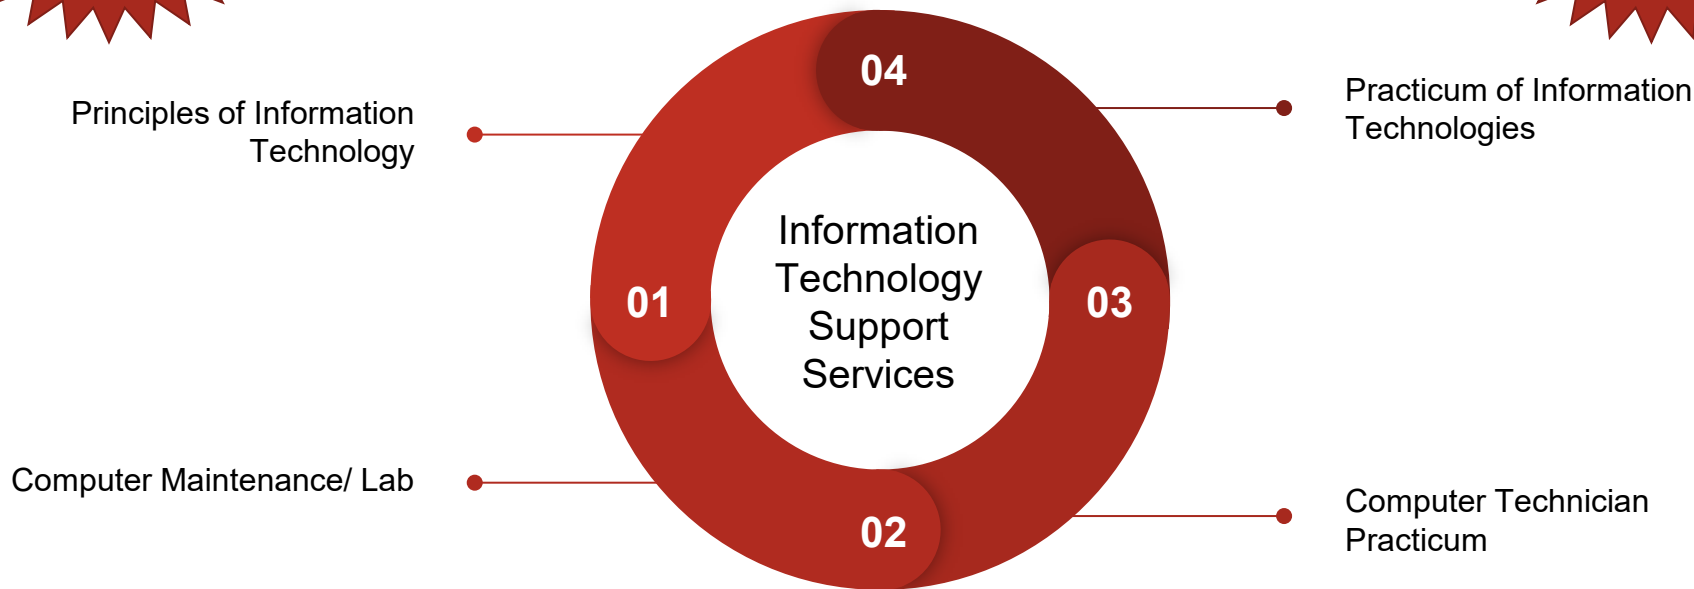 04
Principles of Information
Technology
Practicum of Information
Technologies
Information
Technology
Support
Services
01
03
Computer Maintenance/ Lab
02
Computer Technician
Practicum